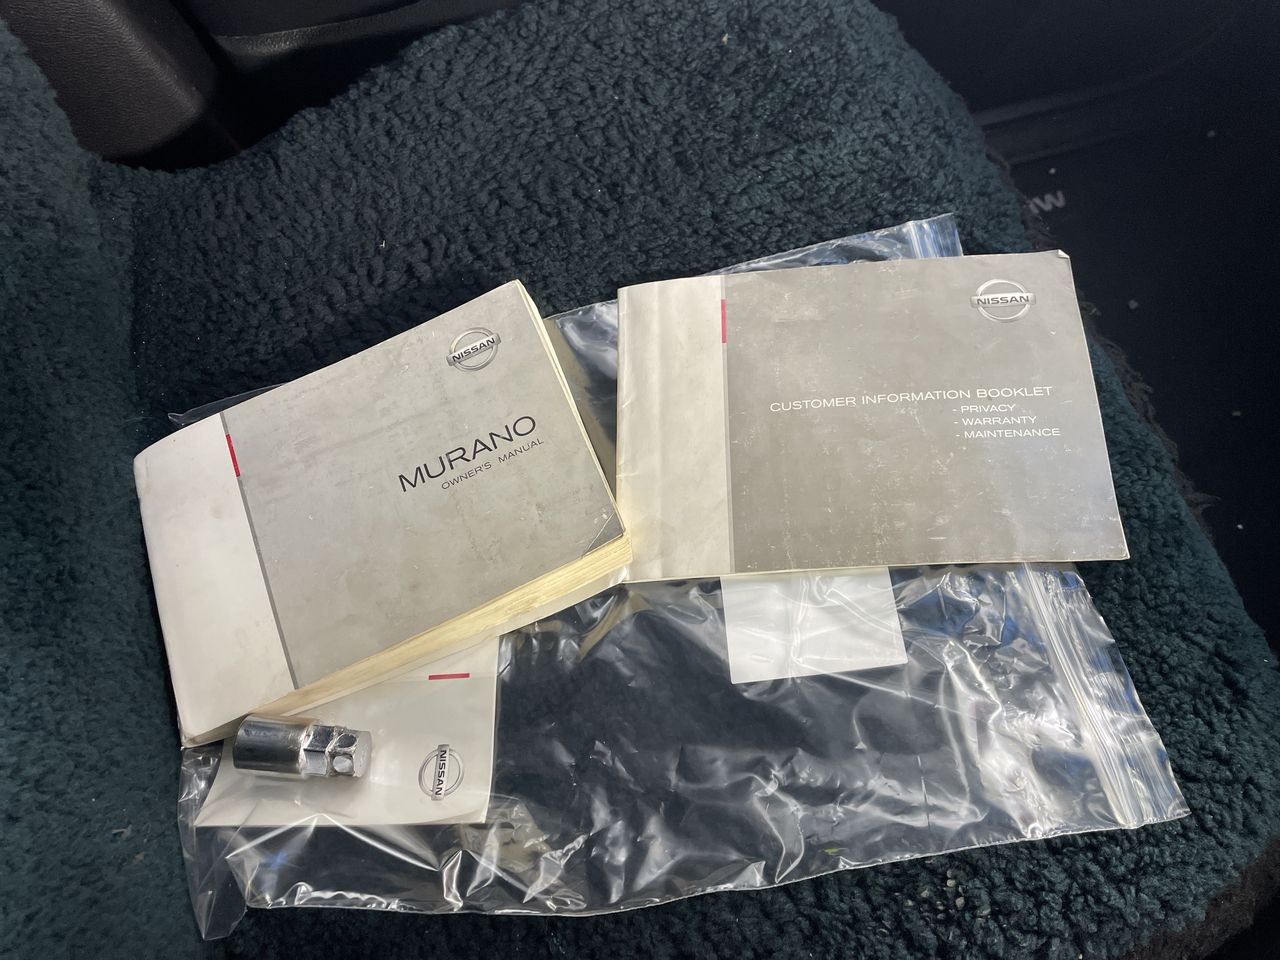 NISSAN
MURANO
OWNER'S MANUAL
NISSAN
CUSTOMER INFORMATION BOOKLET
- PRIVACY
- WARRANTY
- MAINTENANCE
NISSAN